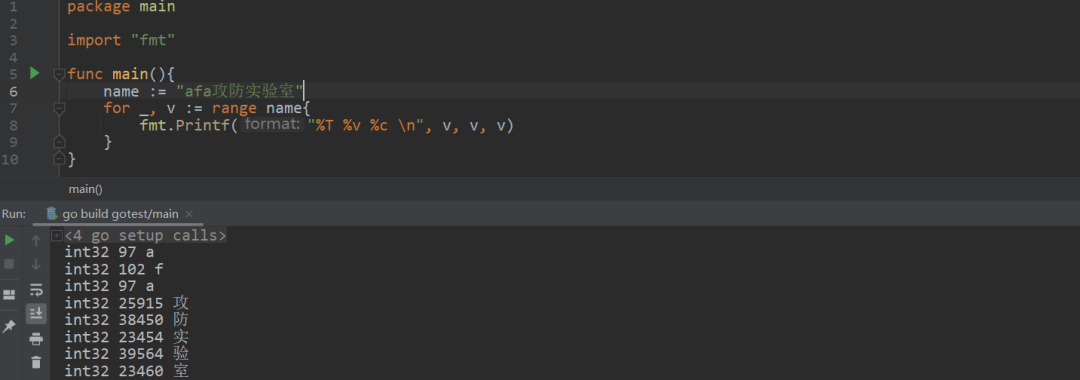 1 package main
2
3 import "fmt"
4
5 func main(){
6 name := "afa攻防实验室"
7 for _, v := range name{
8 fmt.Printf( format: "%T %v %c \n", v, v, v)
9 }
10 }
main()
Run: go build gotest/main ×
<4 go setup calls>
int32 97 a
int32 102 f
int32 97 a
int32 25915 攻
int32 38450 防
int32 23454 实
int32 39564 验
int32 23460 室